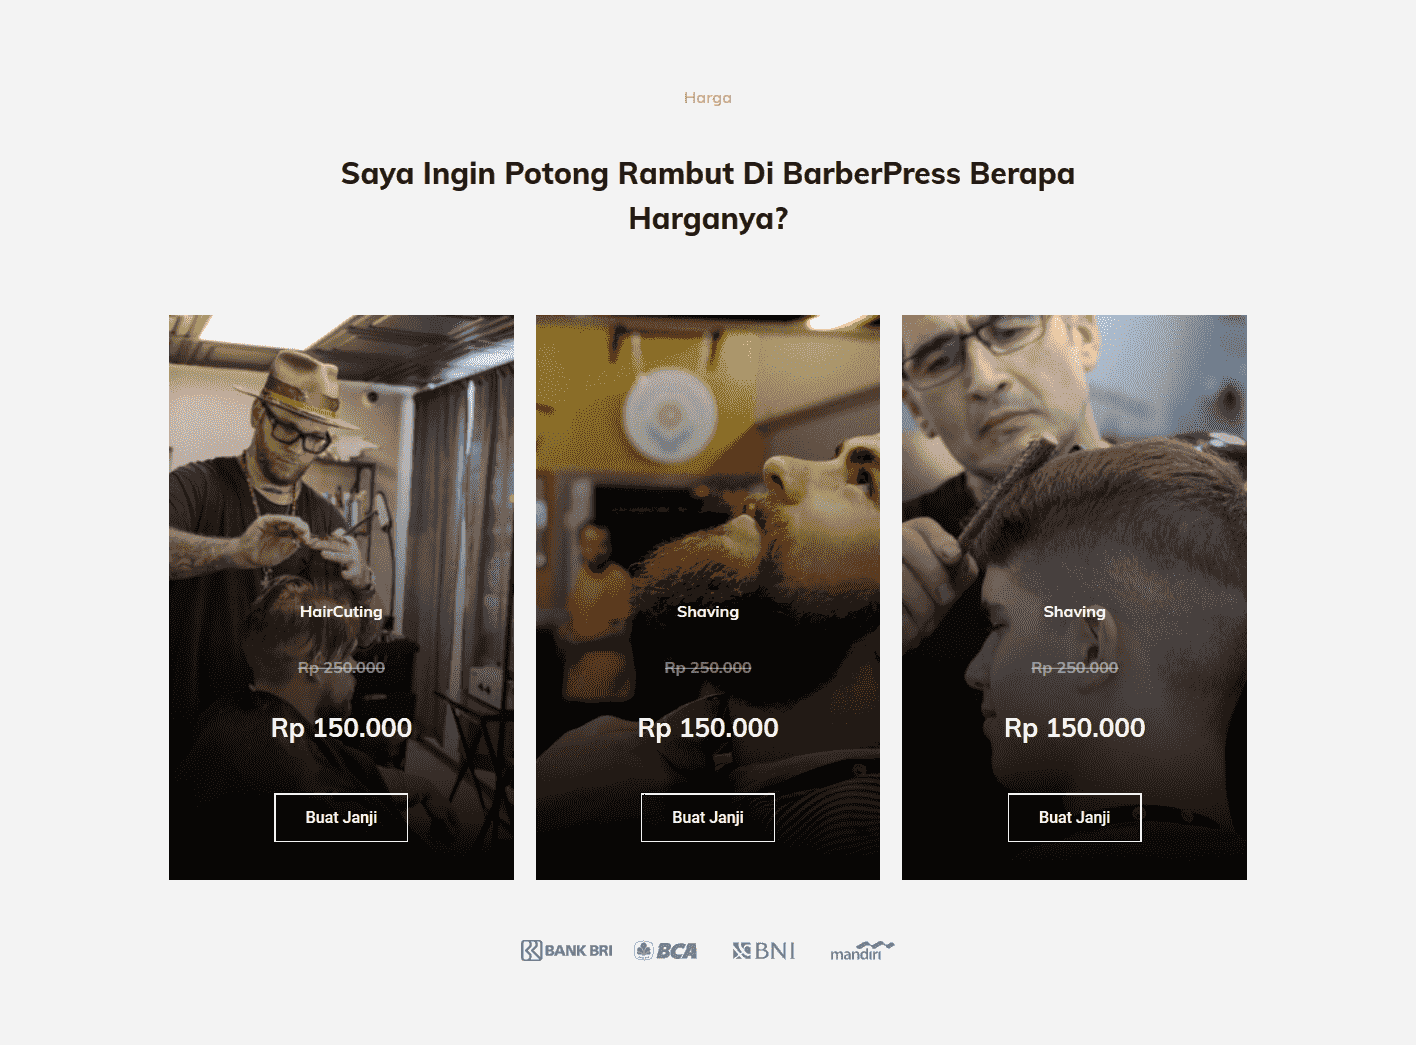 Harga
Saya Ingin Potong Rambut Di BarberPress Berapa
Harganya?
HairCuting
Rp 250.000
Rp 150.000
Buat Janji
Shaving
Rp 250.000
Rp 150.000
Buat Janji
Shaving
Rp 250.000
Rp 150.000
Buat Janji
BANK BRI
BCA
BNI
mandiri